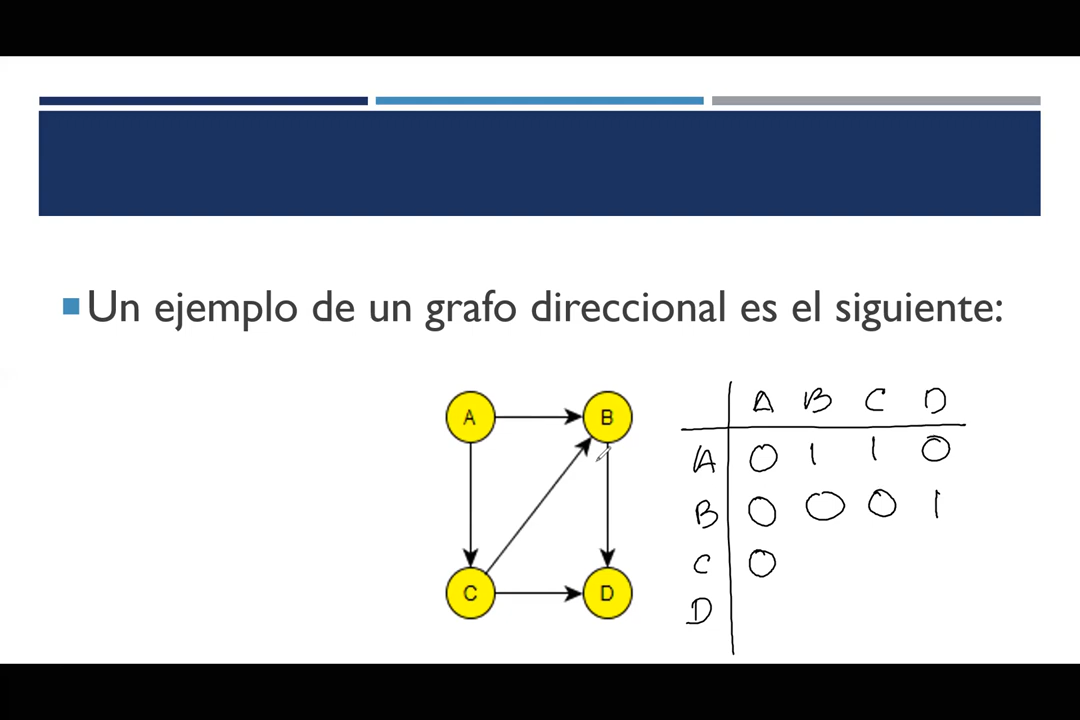 Un ejemplo de un grafo direccional es el siguiente:
A B
C D
A B C D
A 0 1 1 0
B 0 0 0 1
C 0
D